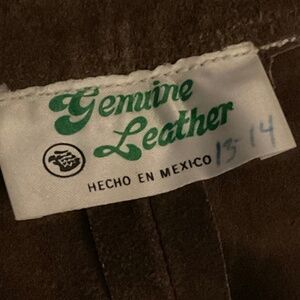 Genuine
Leather
HECHO EN MEXICO 13-14